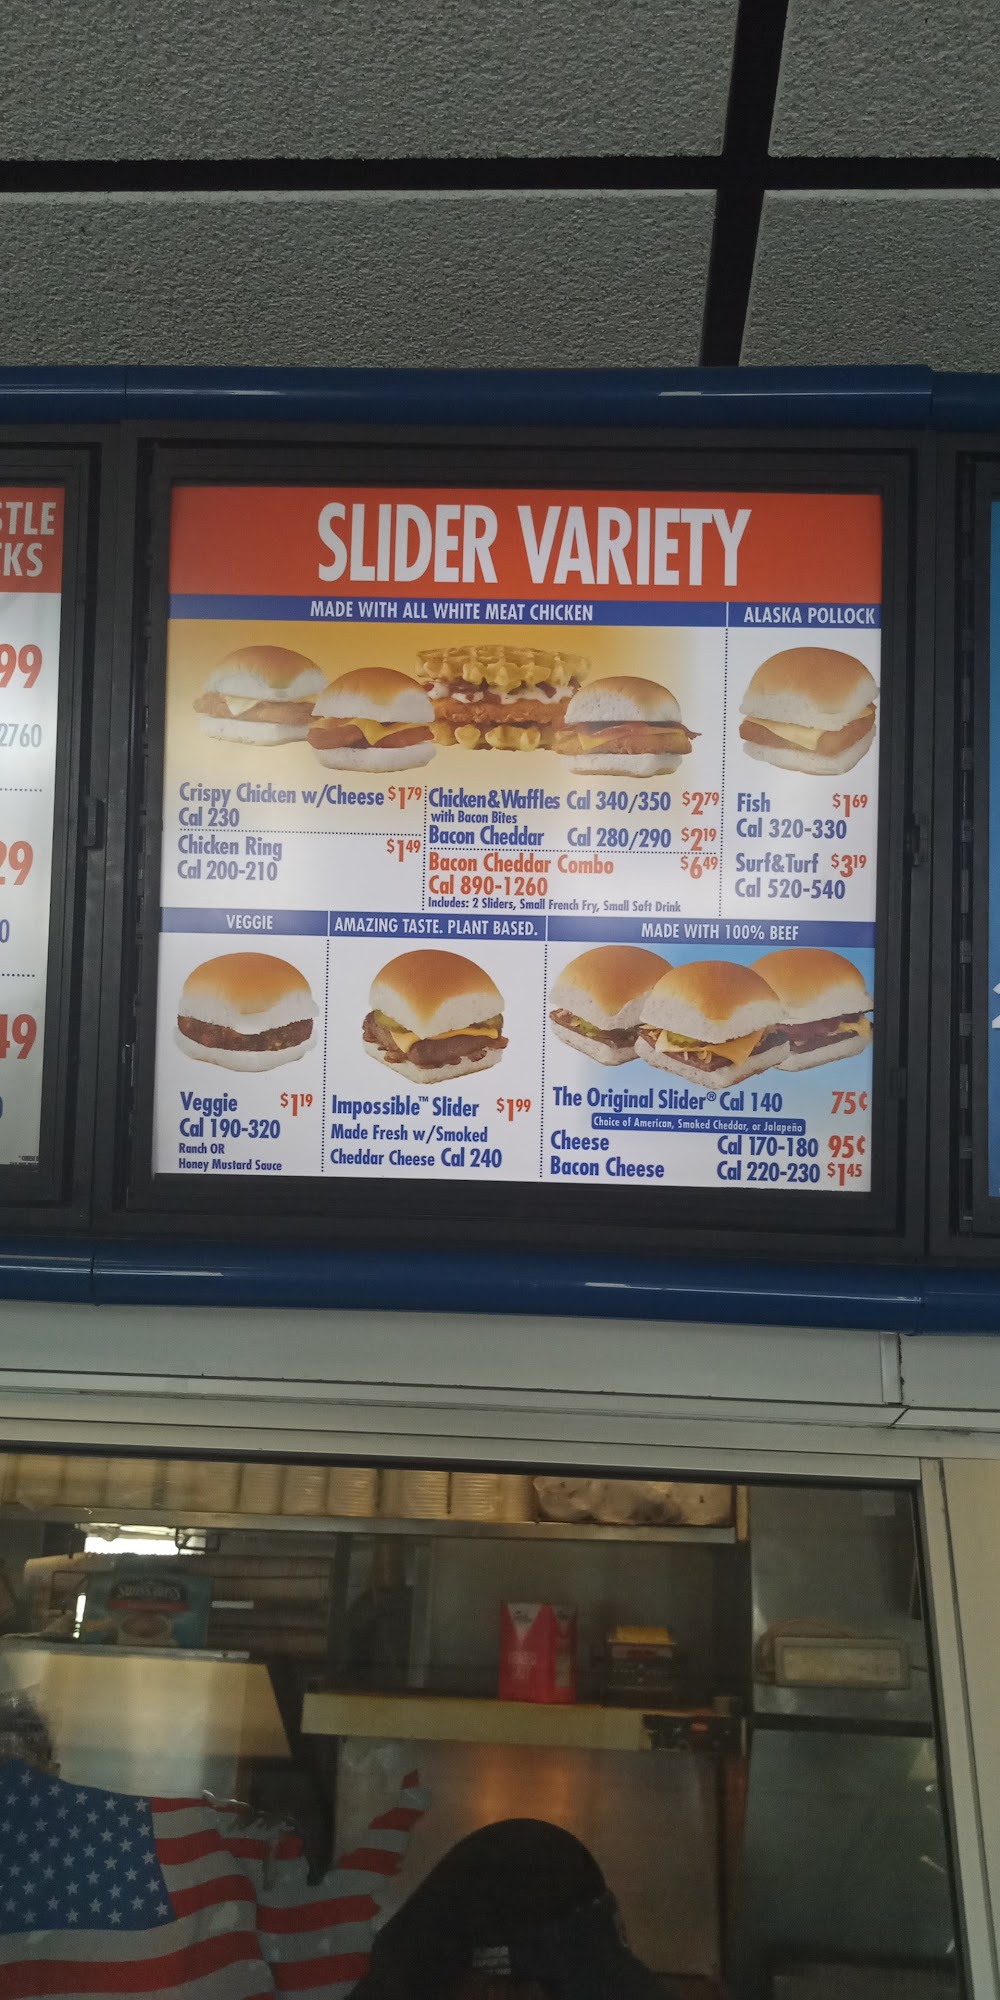 STLE
CKS
99
2760
29
0
49
SLIDER VARIETY
MADE WITH ALL WHITE MEAT CHICKEN
ALASKA POLLOCK
Crispy Chicken w/Cheese $1.79
Cal 230
Chicken Ring $1.49
Cal 200-210
Chicken&Waffles Cal 340/350 $2.79
with Bacon Bites
Bacon Cheddar Cal 280/290 $2.19
Bacon Cheddar Combo $6.49
Cal 890-1260
Includes: 2 Sliders, Small French Fry, Small Soft Drink
Fish $1.69
Cal 320-330
Surf&Turf $3.19
Cal 520-540
VEGGIE
AMAZING TASTE. PLANT BASED.
MADE WITH 100% BEEF
Veggie $1.19
Cal 190-320
Ranch OR
Honey Mustard Sauce
Impossible™ Slider $1.99
Made Fresh w/Smoked
Cheddar Cheese Cal 240
The Original Slider® Cal 140 75¢
Choice of American, Smoked Cheddar, or Jalapeño
Cheese Cal 170-180 95¢
Bacon Cheese Cal 220-230 $1.45
SWISS MISS